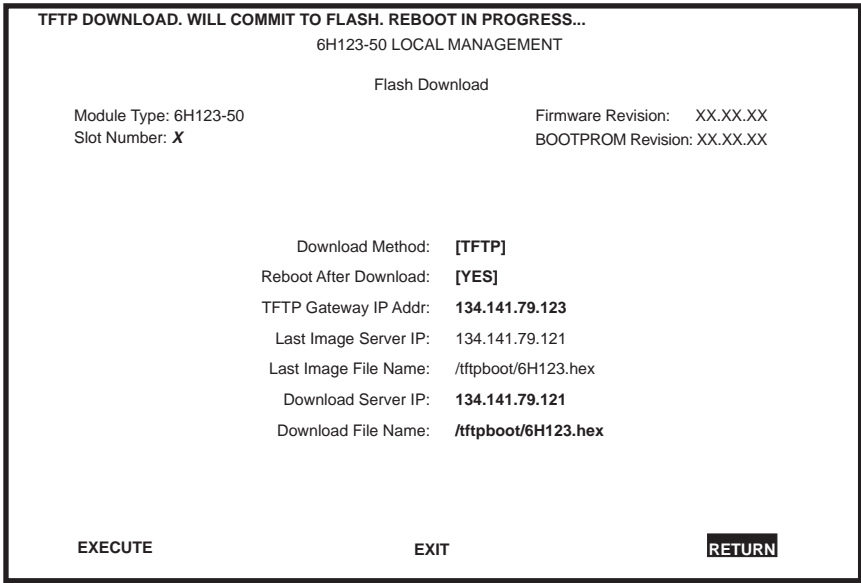 TFTP DOWNLOAD. WILL COMMIT TO FLASH. REBOOT IN PROGRESS...
6H123-50 LOCAL MANAGEMENT
Flash Download
Module Type: 6H123-50 Firmware Revision: XX.XX.XX
Slot Number: X BOOTPROM Revision: XX.XX.XX
Download Method: [TFTP]
Reboot After Download: [YES]
TFTP Gateway IP Addr: 134.141.79.123
Last Image Server IP: 134.141.79.121
Last Image File Name: /tftpboot/6H123.hex
Download Server IP: 134.141.79.121
Download File Name: /tftpboot/6H123.hex
EXECUTE EXIT RETURN